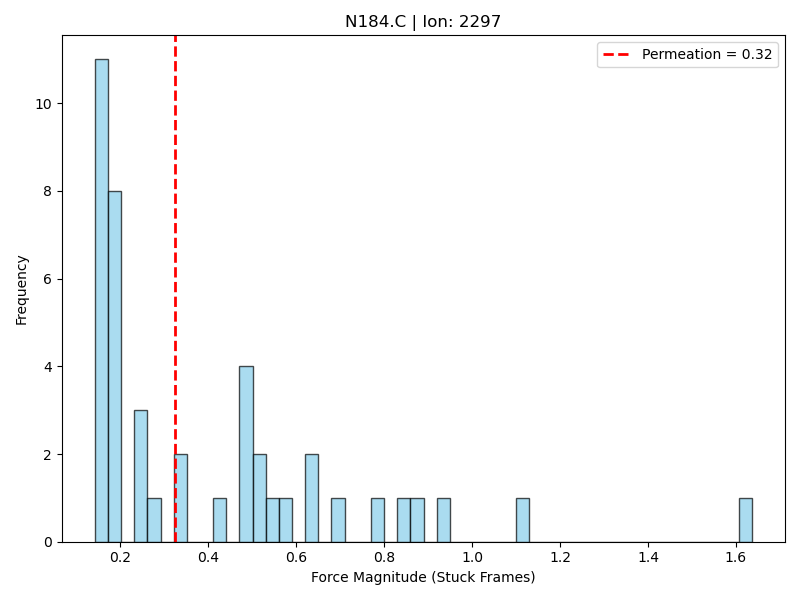 N184.C | Ion: 2297
Permeation = 0.32
10
8
6
4
2
0
Frequency
0.2 0.4 0.6 0.8 1.0 1.2 1.4 1.6
Force Magnitude (Stuck Frames)